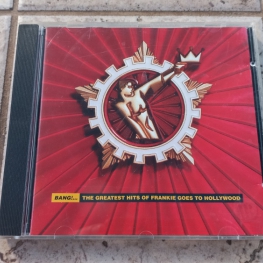 BANG!... THE GREATEST HITS OF FRANKIE GOES TO HOLLYWOOD